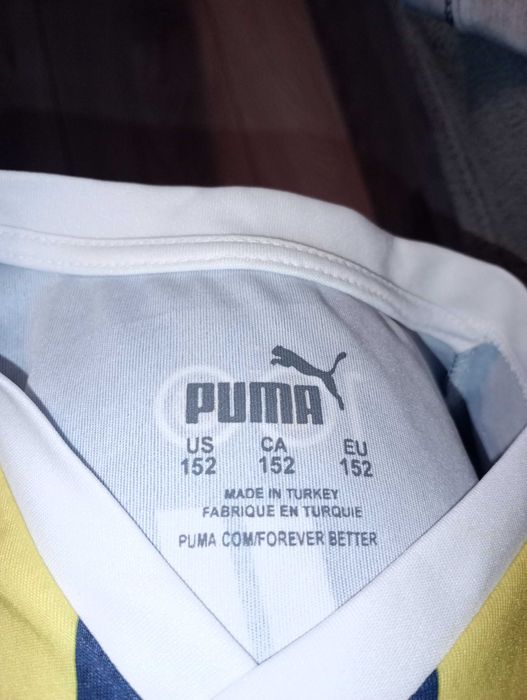 PUMA
US CA EU
152 152 152
MADE IN TURKEY
FABRIQUE EN TURQUIE
PUMA.COM/FOREVER BETTER